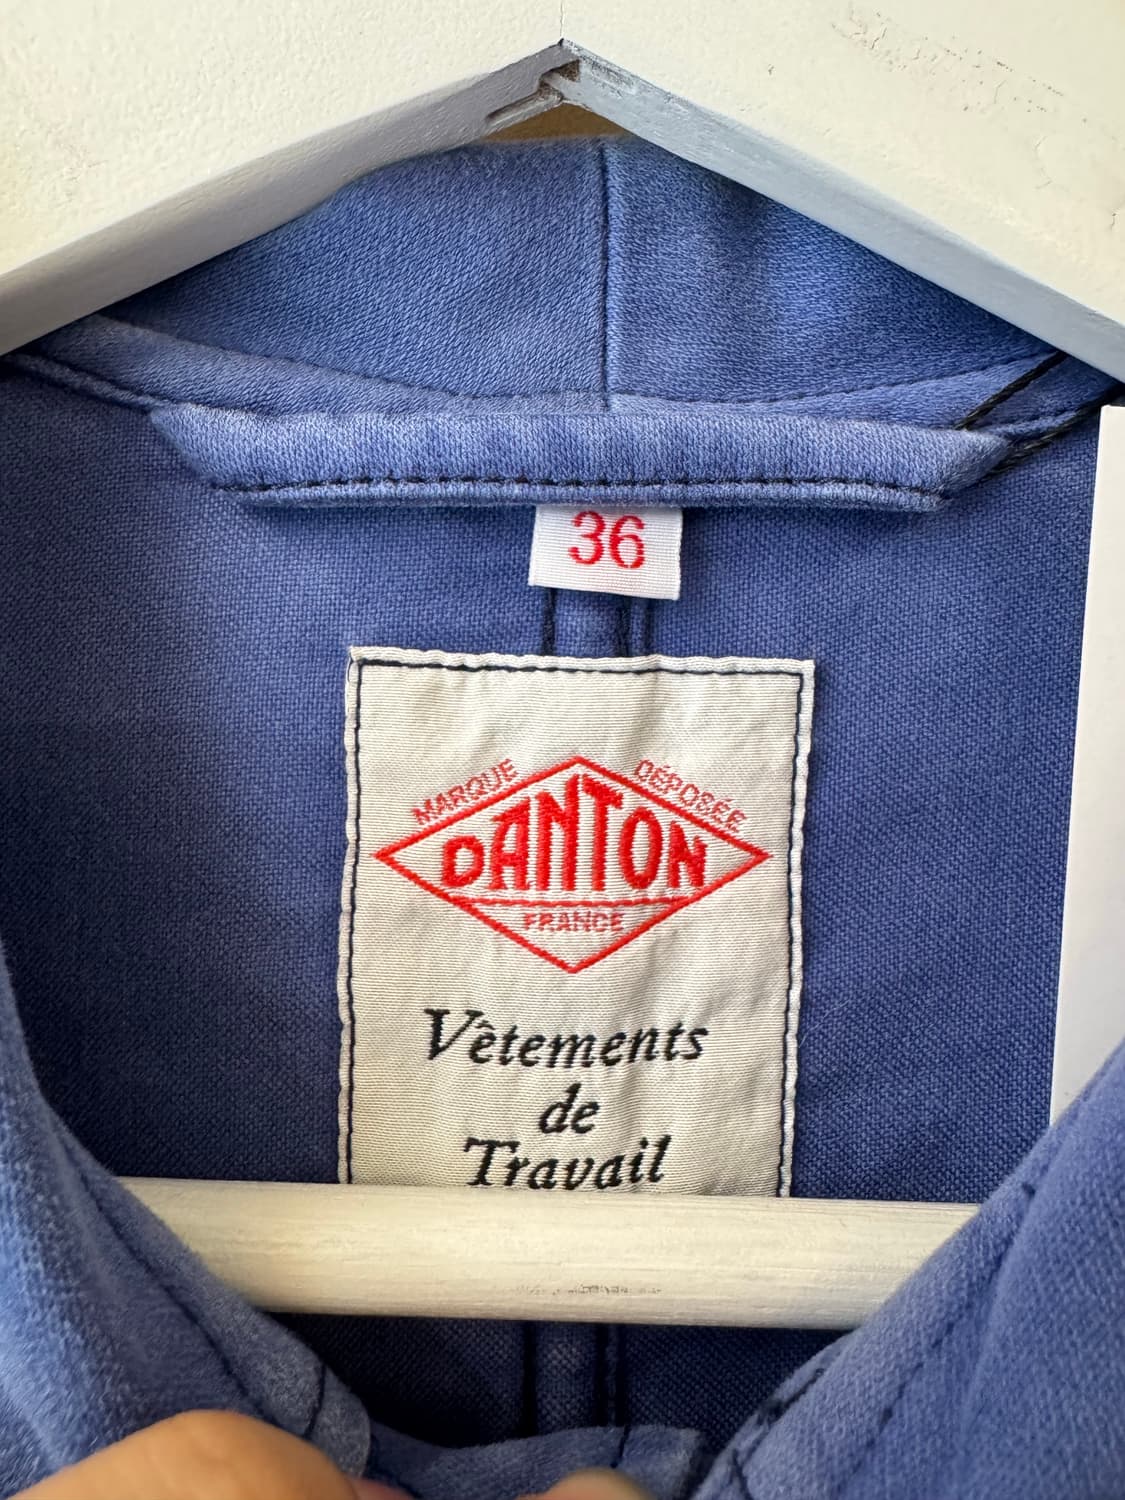 36
MARQUE DÉPOSÉE
DANTON
FRANCE
Vêtements
de
Travail